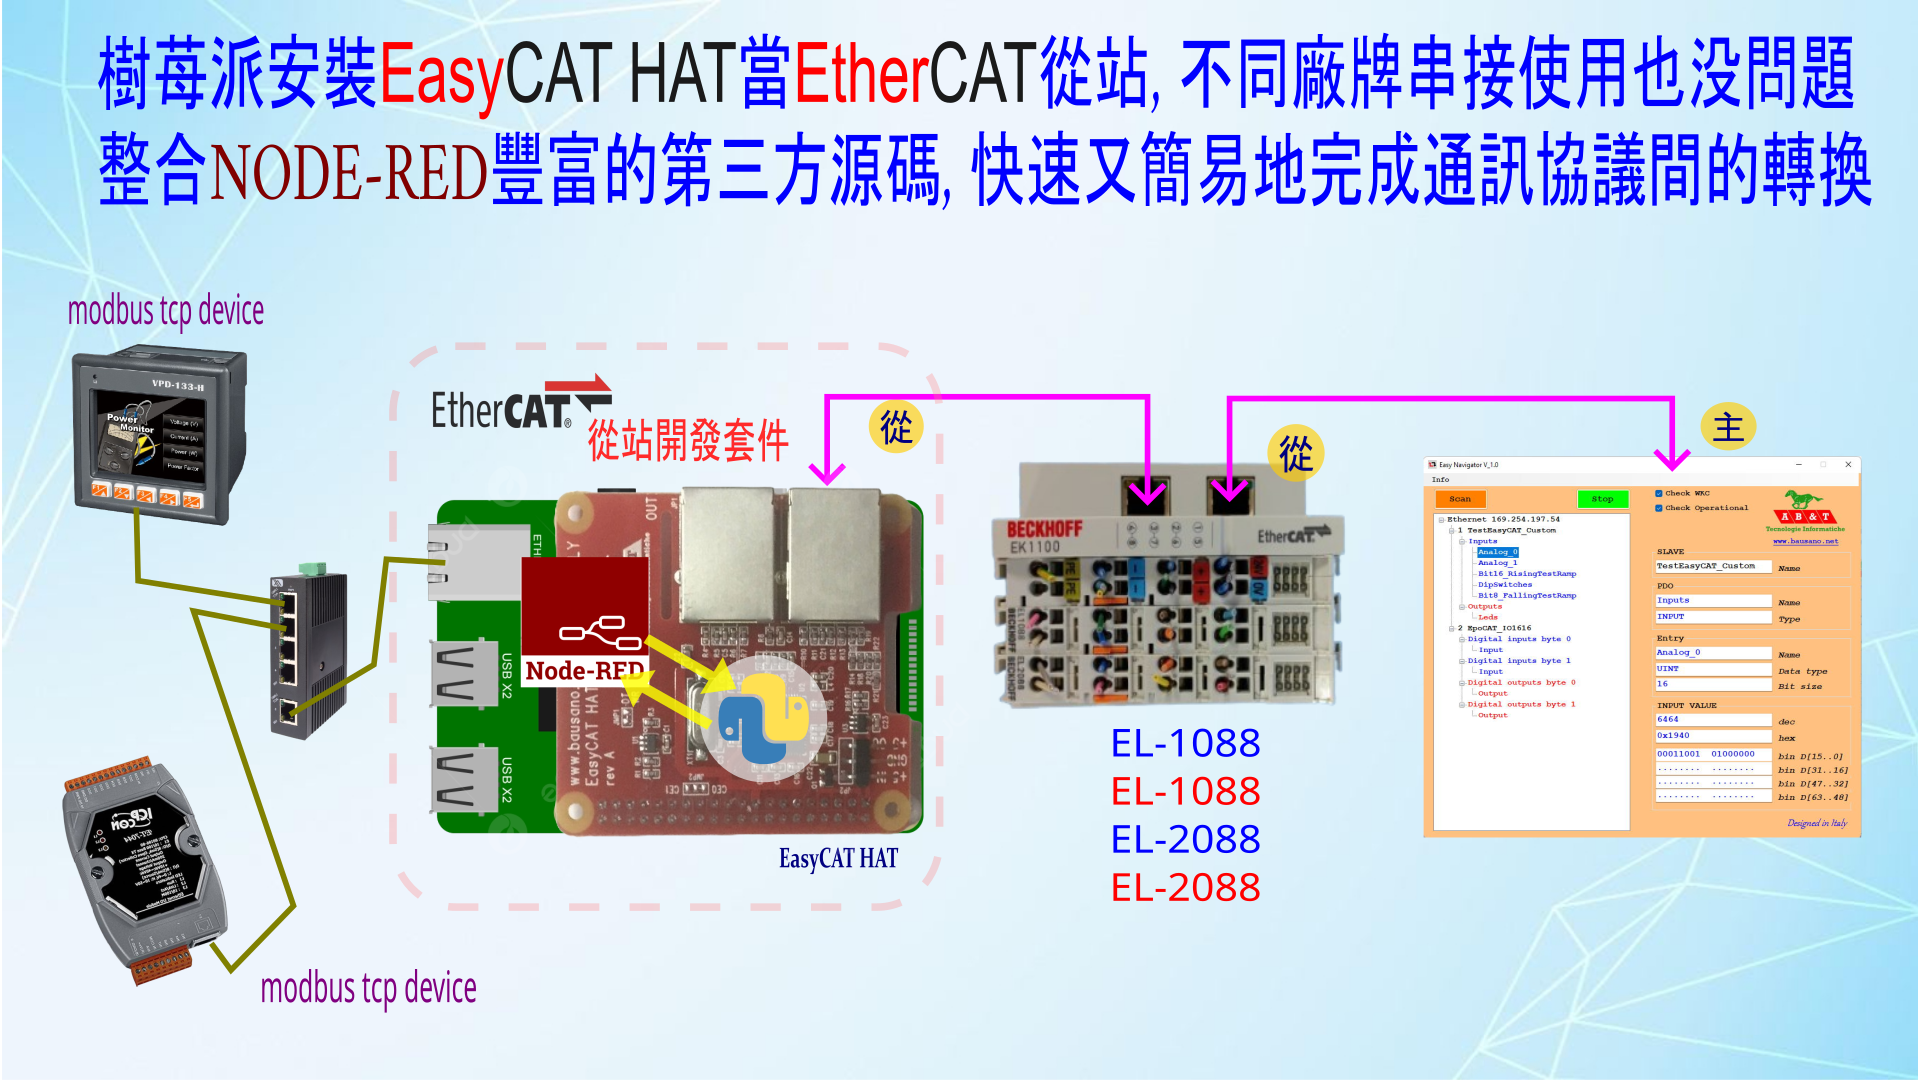 樹莓派安裝EasyCAT HAT當EtherCAT從站, 不同廠牌串接使用也没問題
整合NODE-RED豐富的第三方源碼, 快速又簡易地完成通訊協議間的轉換
modbus tcp device
VPD-133-H
Power
Monitor
Voltage (V)
Current (A)
Power (W)
Power Factor
EtherCAT®
從站開發套件
從
從
主
OUT
USB X2
USB X2
Node-RED
www.bausano.
EasyCAT HAT
rev A
EasyCAT HAT
BECKHOFF
EK1100
EtherCAT
EL-1088
EL-1088
EL-2088
EL-2088
Easy Navigator V_1.0
Info
Scan
Stop
Check WKC
Check Operational
AB&T
Tecnologie Informatiche
www.bausano.net
Ethernet 169.254.197.54
1 TestEasyCAT_Custom
Inputs
Analog_0
Analog_1
Bit16_RisingTestRamp
DipSwitches
Bit8_FallingTestRamp
Outputs
Leds
2 EpoCAT_IO1616
Digital inputs byte 0
Input
Digital inputs byte 1
Input
Digital outputs byte 0
Output
Digital outputs byte 1
Output
SLAVE
TestEasyCAT_Custom Name
PDO
Inputs Name
INPUT Type
Entry
Analog_0 Name
UINT Data type
16 Bit size
INPUT VALUE
6464 dec
0x1940 hex
00011001 01000000 bin D[15..0]
........ ........ bin D[31..16]
........ ........ bin D[47..32]
........ ........ bin D[63..48]
Designed in Italy
ICP CON
modbus tcp device